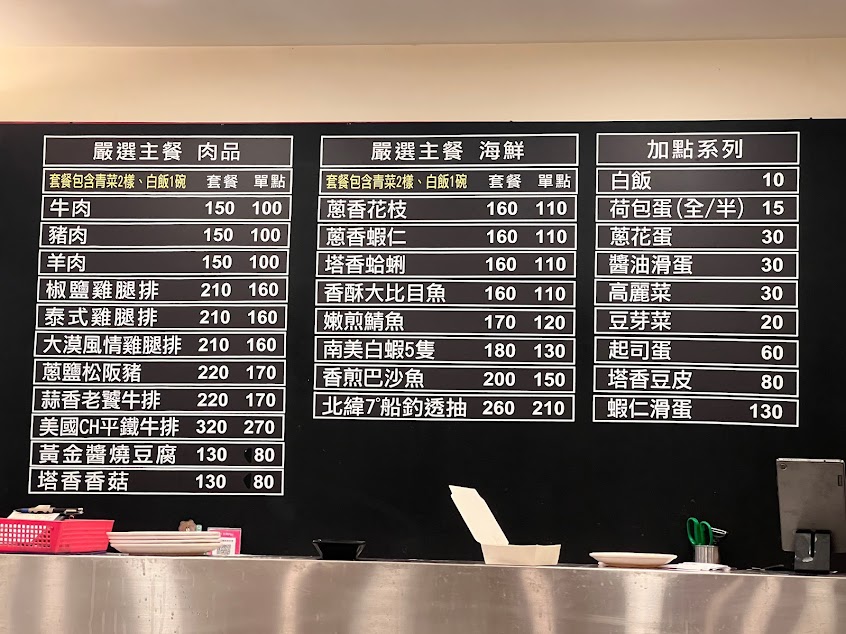 嚴選主餐 肉品
套餐包含青菜2樣、白飯1碗 套餐 單點
牛肉 150 100
豬肉 150 100
羊肉 150 100
椒鹽雞腿排 210 160
泰式雞腿排 210 160
大漠風情雞腿排 210 160
蔥鹽松阪豬 220 170
蒜香老饕牛排 220 170
美國CH平鐵牛排 320 270
黃金醬燒豆腐 130 80
塔香香菇 130 80
嚴選主餐 海鮮
套餐包含青菜2樣、白飯1碗 套餐 單點
蔥香花枝 160 110
蔥香蝦仁 160 110
塔香蛤蜊 160 110
香酥大比目魚 160 110
嫩煎鯖魚 170 120
南美白蝦5隻 180 130
香煎巴沙魚 200 150
北緯7°船釣透抽 260 210
加點系列
白飯 10
荷包蛋(全/半) 15
蔥花蛋 30
醬油滑蛋 30
高麗菜 30
豆芽菜 20
起司蛋 60
塔香豆皮 80
蝦仁滑蛋 130